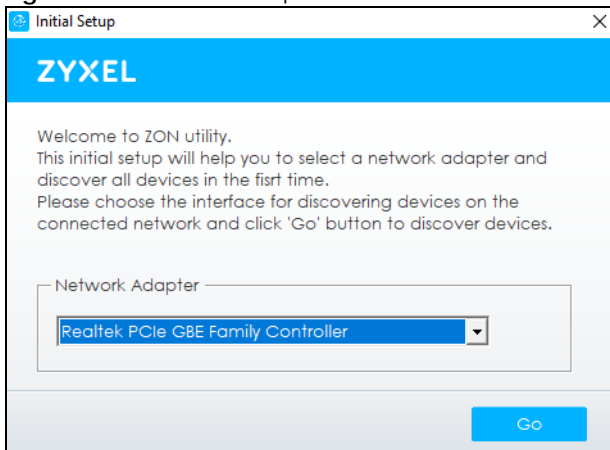 Initial Setup
ZYXEL
Welcome to ZON utility.
This initial setup will help you to select a network adapter and
discover all devices in the fisrt time.
Please choose the interface for discovering devices on the
connected network and click 'Go' button to discover devices.
Network Adapter
Realtek PCIe GBE Family Controller
Go